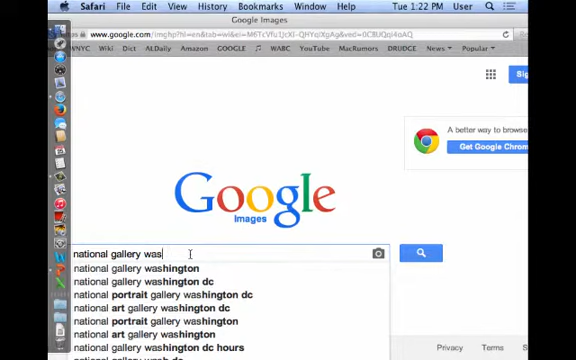 Safari File Edit View History Bookmarks Window Help Tue 1:22 PM User
Google Images
www.google.com/imghp?hl=en&tab=wi&ei=
WNYC Wiki Dict ALDaily Amazon GOOGLE WABC YouTube MacRumors DRUDGE News Popular
Sig
A better way to browse
Get Google Chrom
Google
Images
national gallery was
national gallery washington
national gallery washington dc
national portrait gallery washington dc
national art gallery washington dc
national portrait gallery washington
national art gallery washington
national gallery washington dc hours
Privacy Terms